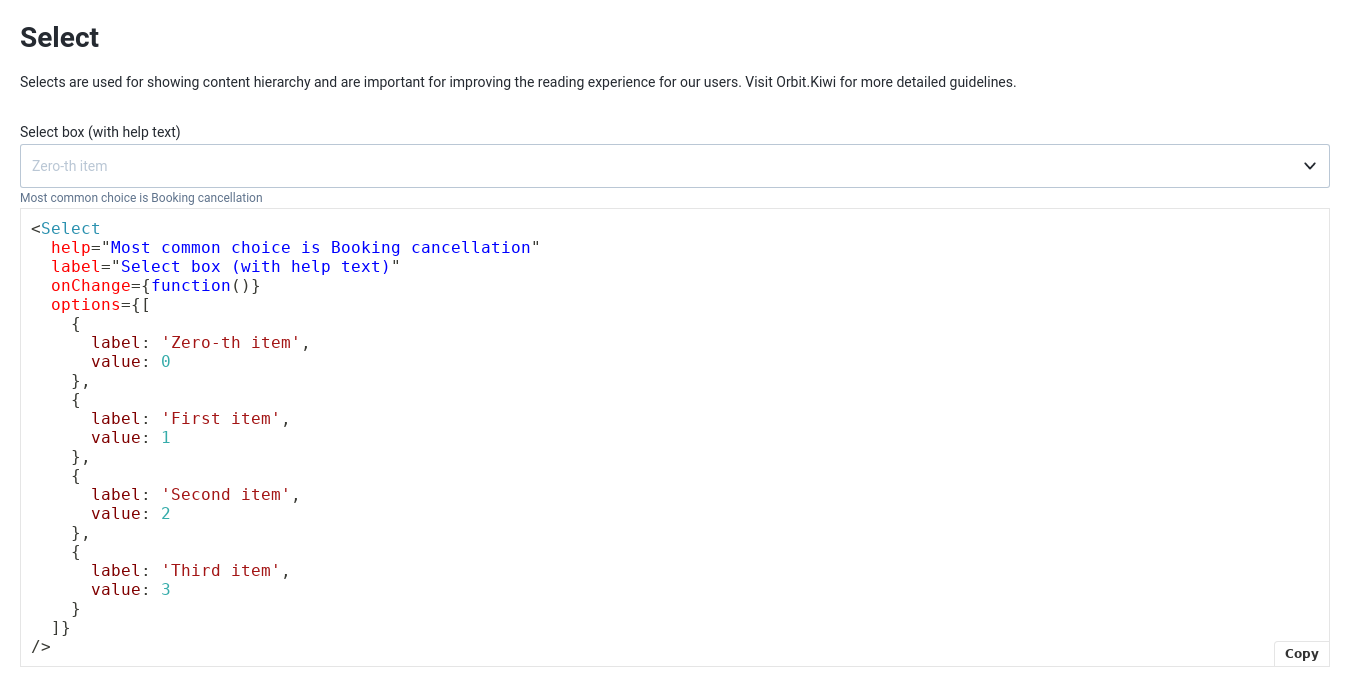 Select
Selects are used for showing content hierarchy and are important for improving the reading experience for our users. Visit Orbit.Kiwi for more detailed guidelines.
Select box (with help text)
Zero-th item
Most common choice is Booking cancellation
<Select
  help="Most common choice is Booking cancellation"
  label="Select box (with help text)"
  onChange={function()}
  options={[
    {
      label: 'Zero-th item',
      value: 0
    },
    {
      label: 'First item',
      value: 1
    },
    {
      label: 'Second item',
      value: 2
    },
    {
      label: 'Third item',
      value: 3
    }
  ]}
/>
Copy